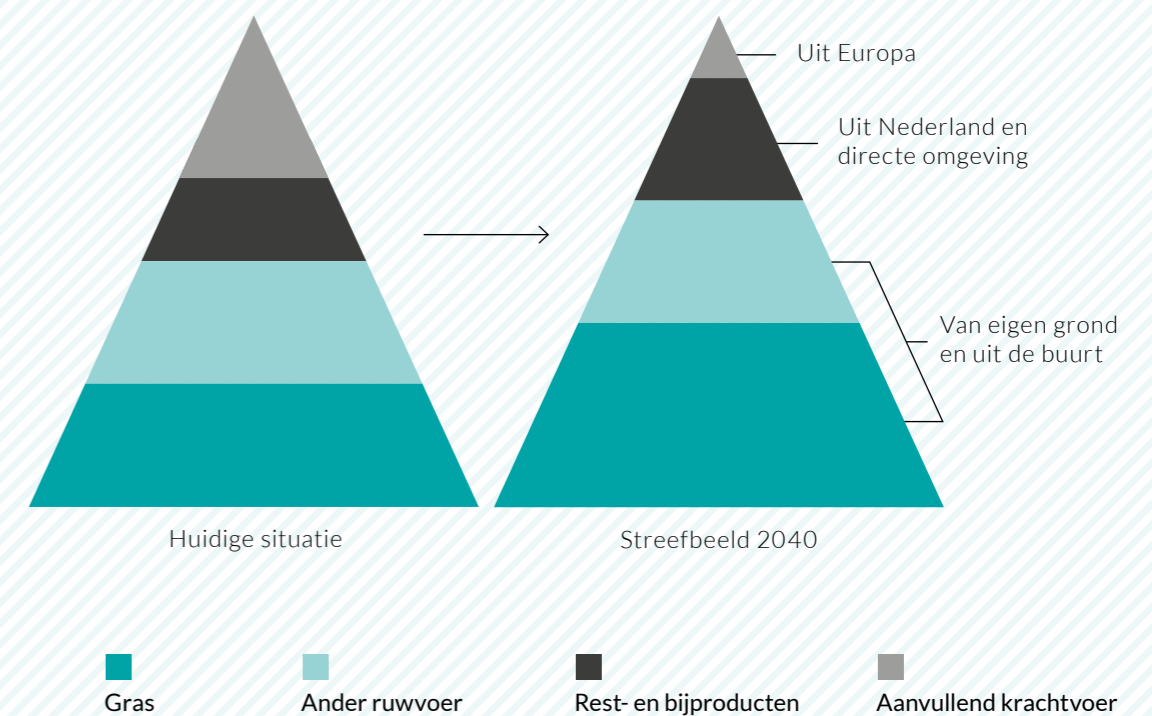 Uit Europa
Uit Nederland en
directe omgeving
Van eigen grond
en uit de buurt
Huidige situatie
Streefbeeld 2040
Gras
Ander ruwvoer
Rest- en bijproducten
Aanvullend krachtvoer